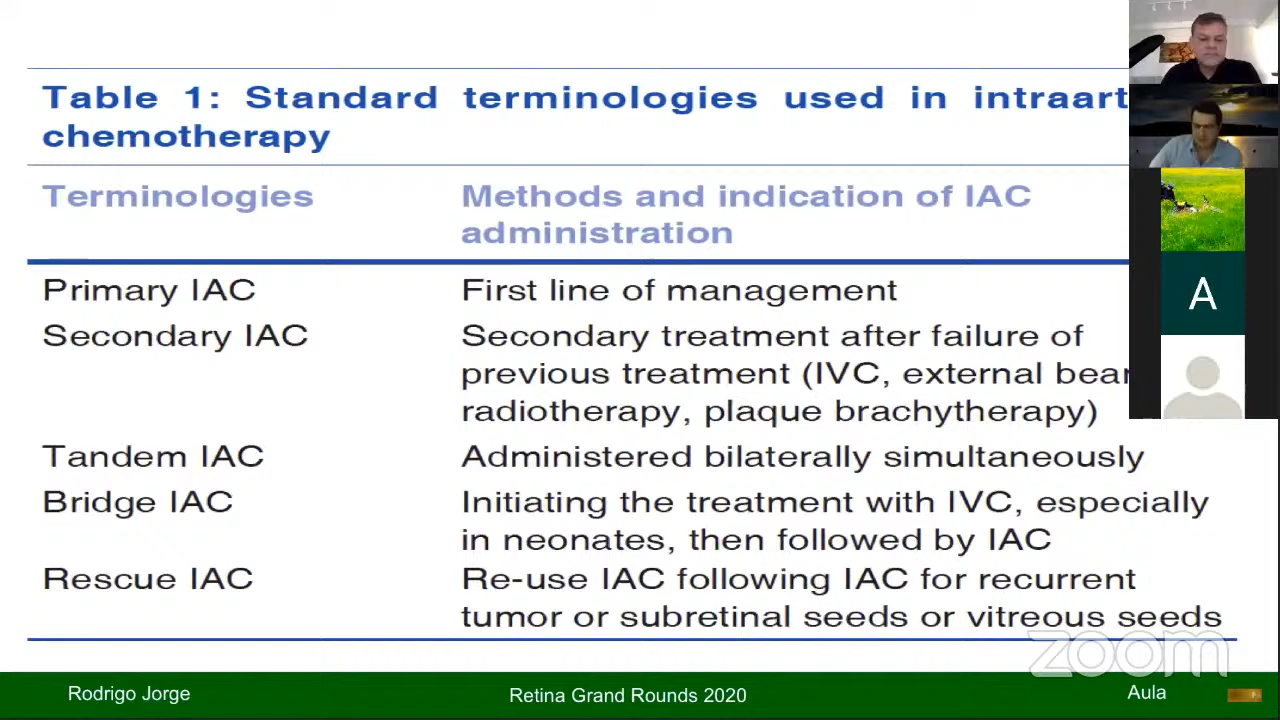 Table 1: Standard terminologies used in intraart
chemotherapy
Terminologies
Methods and indication of IAC
administration
Primary IAC
First line of management
Secondary IAC
Secondary treatment after failure of
previous treatment (IVC, external
radiotherapy, plaque brachytherapy)
Tandem IAC
Administered bilaterally simultaneously
Bridge IAC
Initiating the treatment with IVC, especially
in neonates, then followed by IAC
Rescue IAC
Re-use IAC following IAC for recurrent
tumor or subretinal seeds or vitreous seeds
A
zoom
Rodrigo Jorge
Retina Grand Rounds 2020
Aula